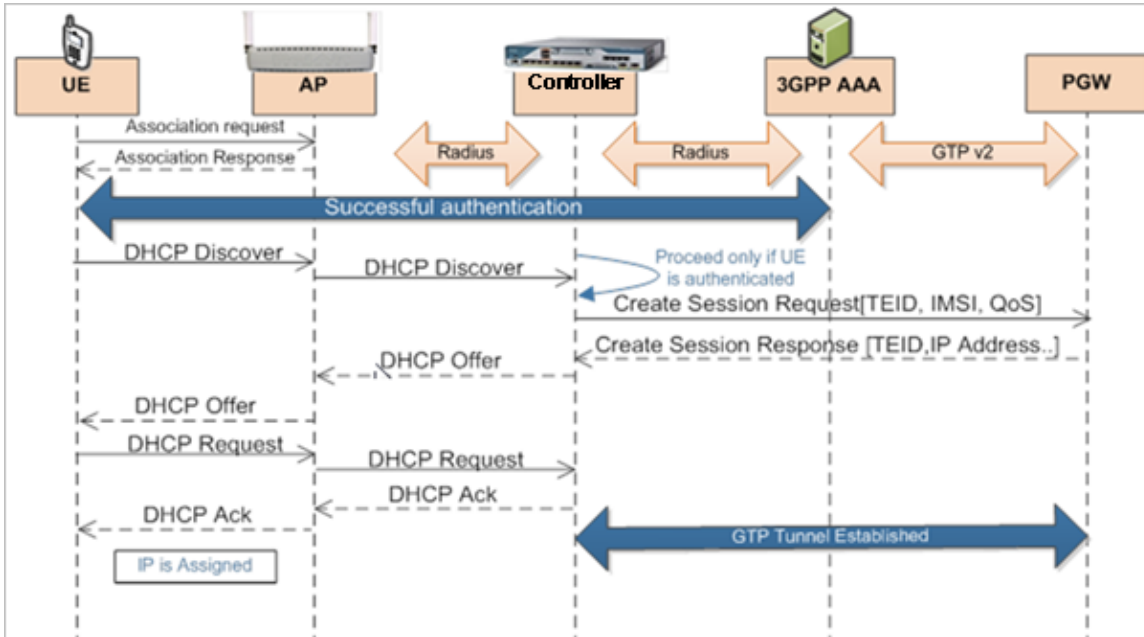 UE
AP
Controller
3GPP AAA
PGW
Association request
Association Response
Radius
Radius
GTP v2
Successful authentication
DHCP Discover
DHCP Discover
Proceed only if UE
is authenticated
Create Session Request[TEID, IMSI, QoS]
Create Session Response [TEID,IP Address..]
DHCP Offer
DHCP Offer
DHCP Request
DHCP Request
DHCP Ack
DHCP Ack
GTP Tunnel Established
IP is Assigned